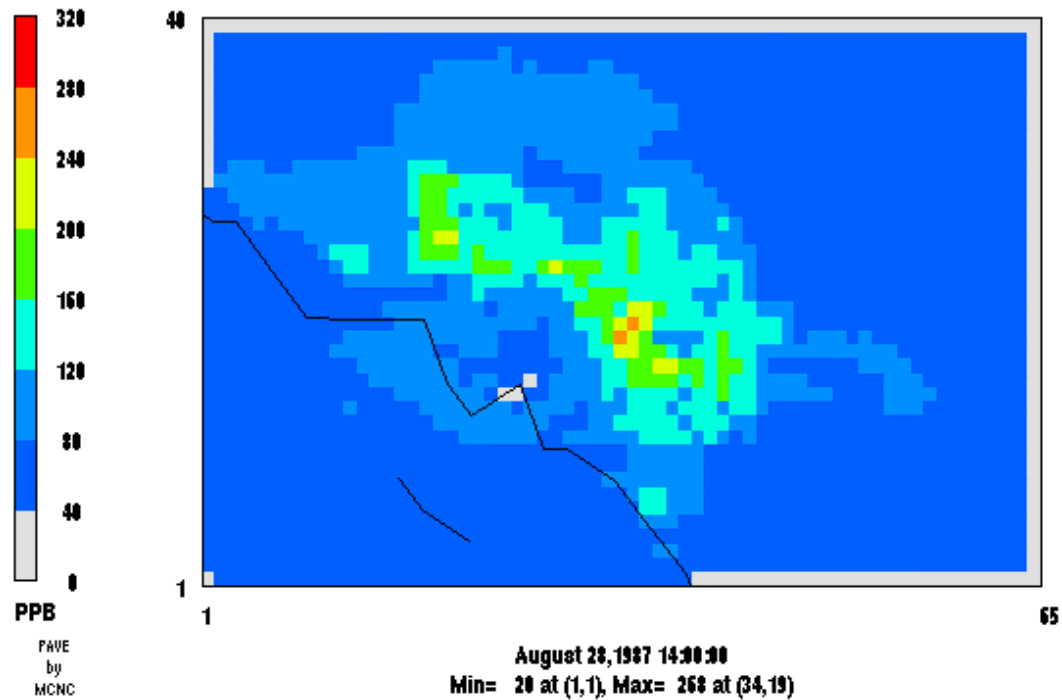 320
280
240
200
160
120
80
40
0
PPB
PAVE
by
MCNC
40
1
1
65
August 28,1987 14:00:00
Min= 20 at (1,1), Max= 268 at (34,19)